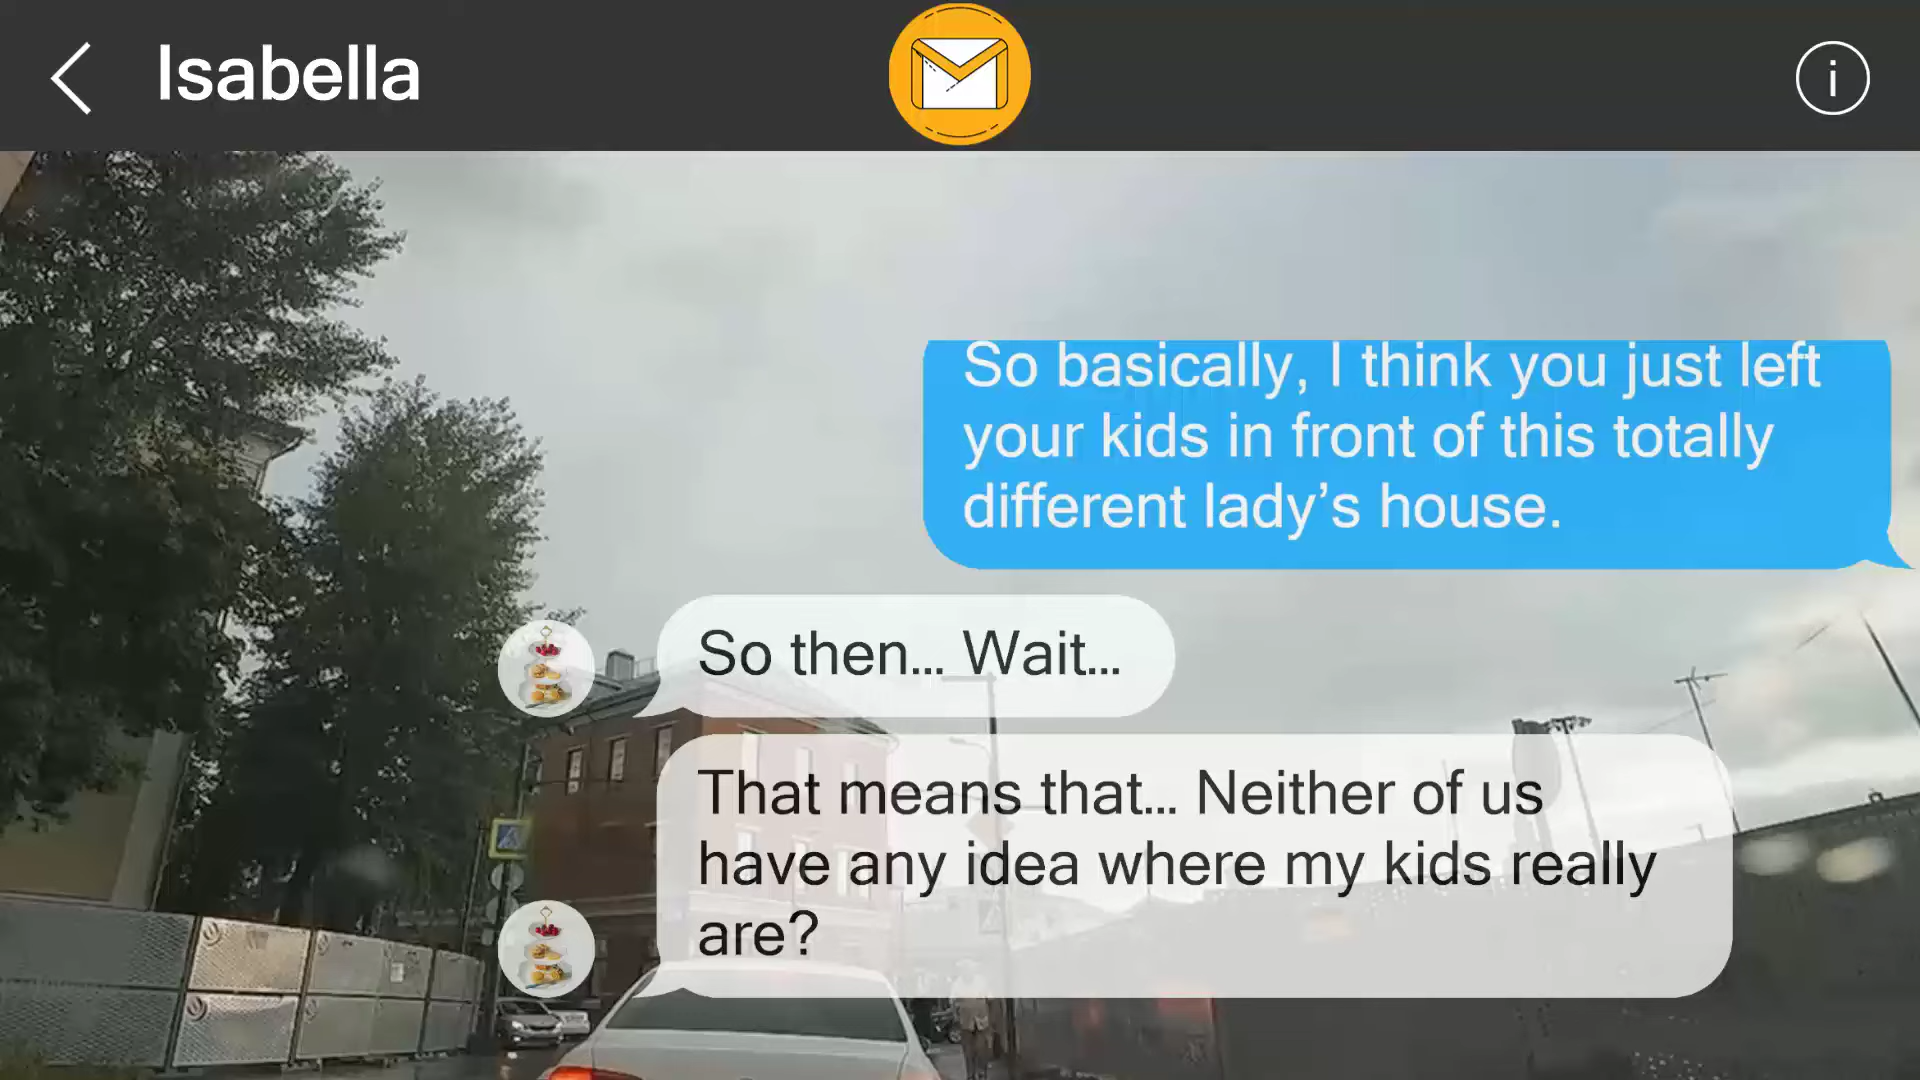 Isabella
i
So basically, I think you just left
your kids in front of this totally
different lady’s house.
So then... Wait...
That means that... Neither of us
have any idea where my kids really
are?